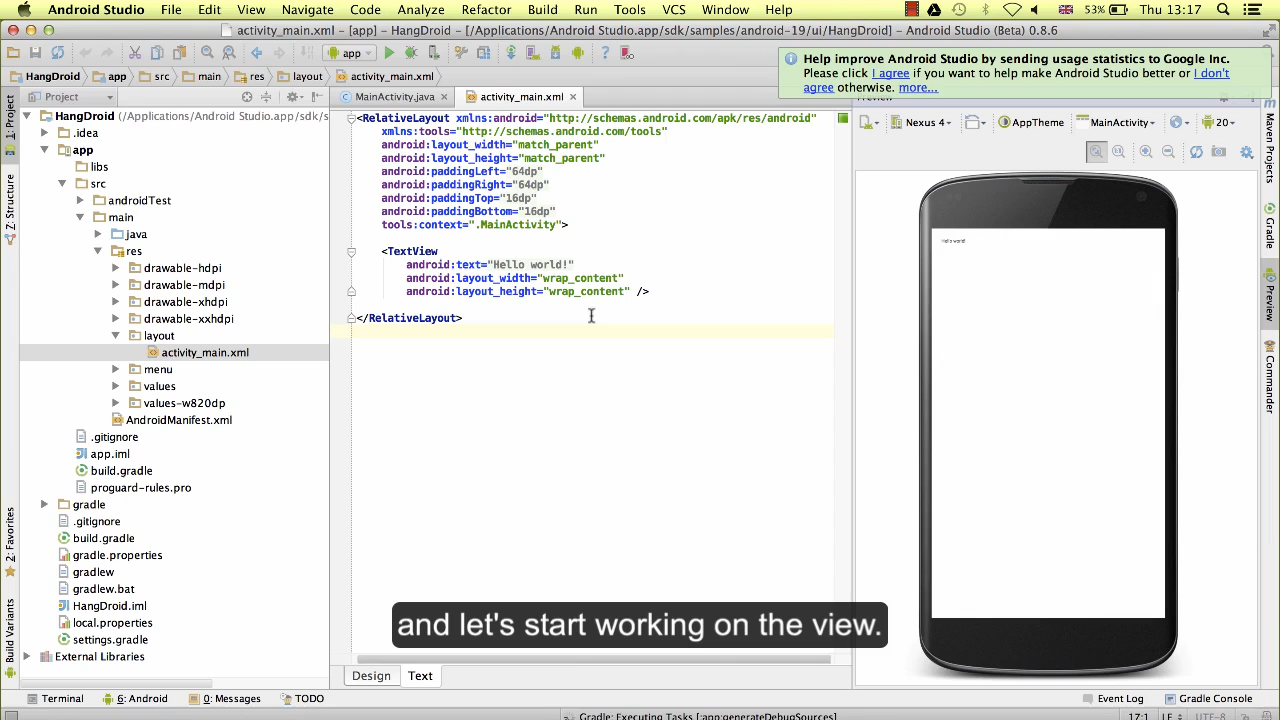 Android Studio File Edit View Navigate Code Analyze Refactor Build Run Tools VCS Window Help 53% Thu 13:17
activity_main.xml - [app] - [HangDroid] - [/Applications/Android Studio.app/sdk/samples/android-19/ui/HangDroid] - Android Studio (Beta) 0.8.6
app
HangDroid app src main res layout activity_main.xml
Help improve Android Studio by sending usage statistics to Google Inc.
Please click I agree if you want to help make Android Studio better or I don't
agree otherwise. more...
Project
MainActivity.java activity_main.xml
Preview
HangDroid (/Applications/Android Studio.app/sdk/s
.idea
app
libs
src
androidTest
main
java
res
drawable-hdpi
drawable-mdpi
drawable-xhdpi
drawable-xxhdpi
layout
activity_main.xml
menu
values
values-w820dp
AndroidManifest.xml
.gitignore
app.iml
build.gradle
proguard-rules.pro
gradle
.gitignore
build.gradle
gradle.properties
gradlew
gradlew.bat
HangDroid.iml
local.properties
settings.gradle
External Libraries
1: Project
7: Structure
2: Favorites
Build Variants
<RelativeLayout xmlns:android="http://schemas.android.com/apk/res/android"
xmlns:tools="http://schemas.android.com/tools"
android:layout_width="match_parent"
android:layout_height="match_parent"
android:paddingLeft="64dp"
android:paddingRight="64dp"
android:paddingTop="16dp"
android:paddingBottom="16dp"
tools:context=".MainActivity">
<TextView
android:text="Hello world!"
android:layout_width="wrap_content"
android:layout_height="wrap_content" />
</RelativeLayout>
Nexus 4 AppTheme MainActivity 20
Hello world!
Maven Projects
Gradle
Preview
Commander
and let's start working on the view.
Design Text
Terminal 6: Android 0: Messages TODO Event Log Gradle Console
Gradle: Executing Tasks [:app:generateDebugSources] 17:1 LF UTF-8